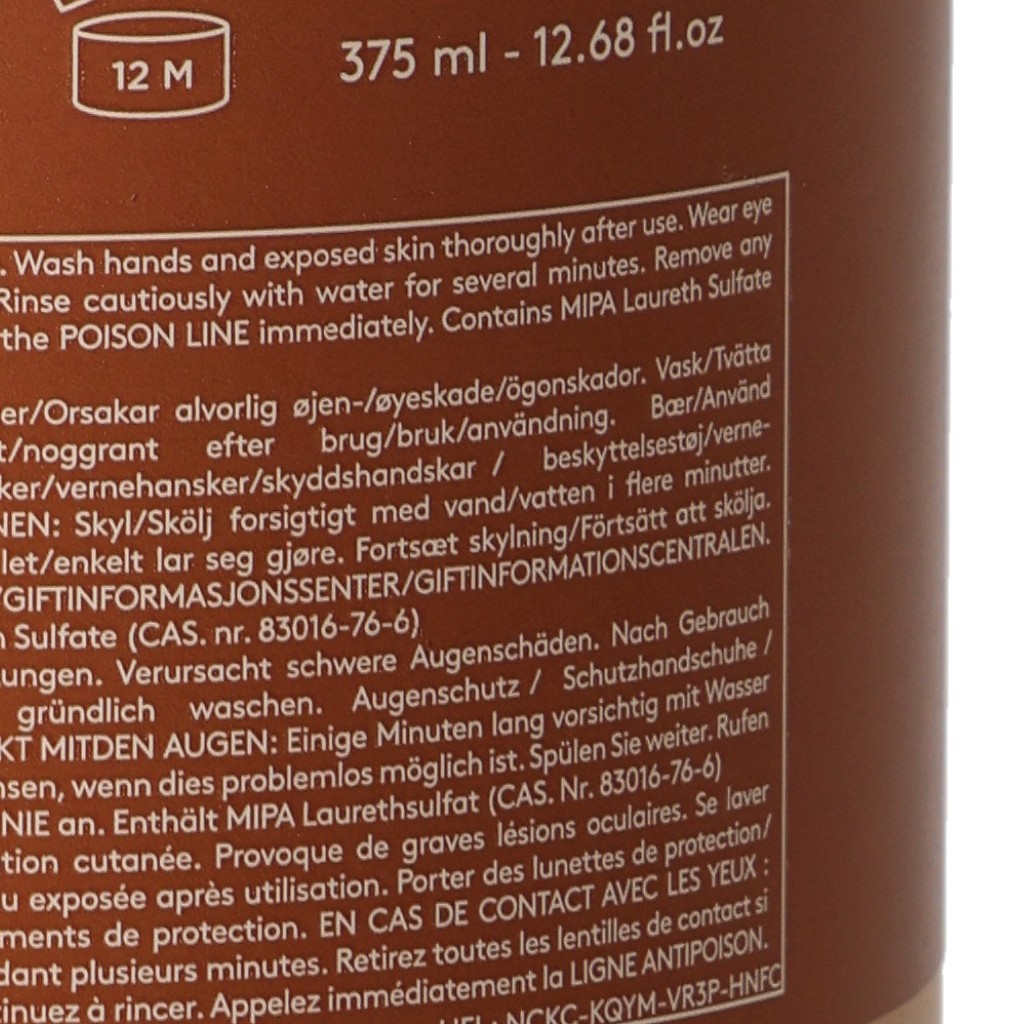 12 M
375 ml - 12.68 fl.oz
. Wash hands and exposed skin thoroughly after use. Wear eye
Rinse cautiously with water for several minutes. Remove any
the POISON LINE immediately. Contains MIPA Laureth Sulfate
er/Orsakar alvorlig øjen-/øyeskade/ögonskador. Vask/Tvätta
t/noggrant efter brug/bruk/användning. Bær/Använd
ker/vernehansker/skyddshandskar / beskyttelsestøj/verne-
NEN: Skyl/Skölj forsigtigt med vand/vatten i flere minutter.
let/enkelt lar seg gjøre. Fortsæt skylning/Förtsätt att skölja.
/GIFTINFORMASJONSSENTER/GIFTINFORMATIONSCENTRALEN.
h Sulfate (CAS. nr. 83016-76-6)
ungen. Verursacht schwere Augenschäden. Nach Gebrauch
gründlich waschen. Augenschutz / Schutzhandschuhe /
KT MITDEN AUGEN: Einige Minuten lang vorsichtig mit Wasser
nsen, wenn dies problemlos möglich ist. Spülen Sie weiter. Rufen
NIE an. Enthält MIPA Laurethsulfat (CAS. Nr. 83016-76-6)
tion cutanée. Provoque de graves lésions oculaires. Se laver
u exposée après utilisation. Porter des lunettes de protection/
ments de protection. EN CAS DE CONTACT AVEC LES YEUX :
dant plusieurs minutes. Retirez toutes les lentilles de contact si
tinuez à rincer. Appelez immédiatement la LIGNE ANTIPOISON.
NCKC-KQYM-VR3P-HNFC